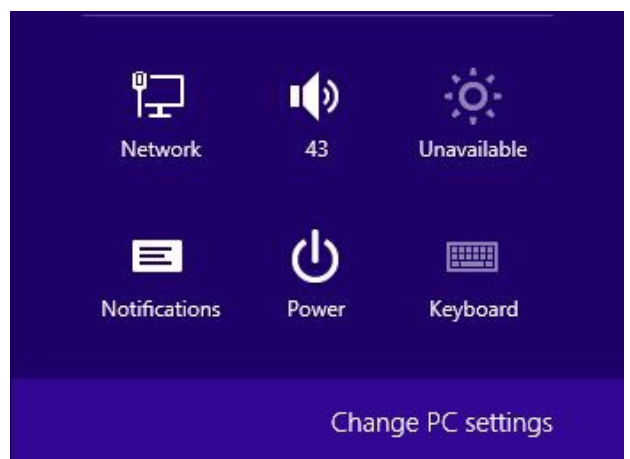 Network
43
Unavailable
Notifications
Power
Keyboard
Change PC settings